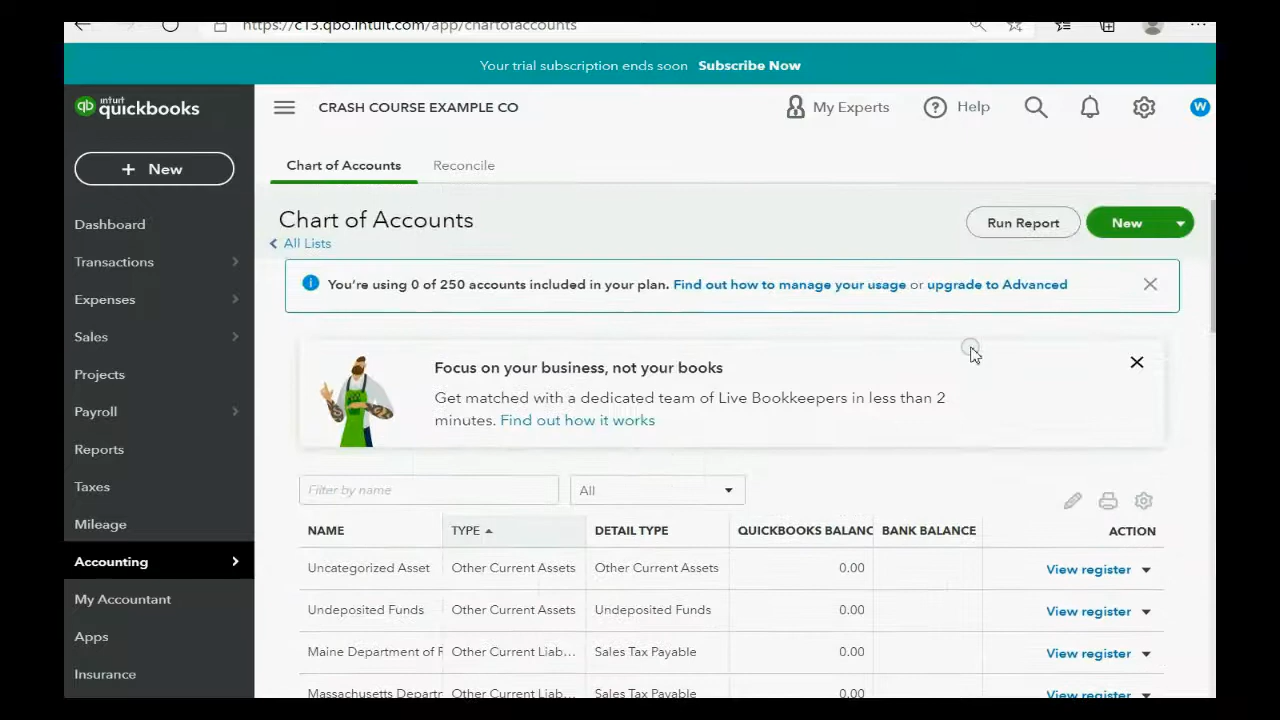 https://c13.qbo.intuit.com/app/chartofaccounts
Your trial subscription ends soon Subscribe Now
intuit quickbooks
CRASH COURSE EXAMPLE CO
My Experts
Help
W
+ New
Chart of Accounts
Reconcile
Dashboard
Transactions
Expenses
Sales
Projects
Payroll
Reports
Taxes
Mileage
Accounting
My Accountant
Apps
Insurance
Chart of Accounts
All Lists
Run Report
New
You're using 0 of 250 accounts included in your plan. Find out how to manage your usage or upgrade to Advanced
Focus on your business, not your books
Get matched with a dedicated team of Live Bookkeepers in less than 2
minutes. Find out how it works
Filter by name
All
NAME TYPE DETAIL TYPE QUICKBOOKS BALANC BANK BALANCE ACTION
Uncategorized Asset Other Current Assets Other Current Assets 0.00 View register
Undeposited Funds Other Current Assets Undeposited Funds 0.00 View register
Maine Department of F Other Current Liab... Sales Tax Payable 0.00 View register
Massachusetts Departr Other Current Liab... Sales Tax Payable 0.00 View register